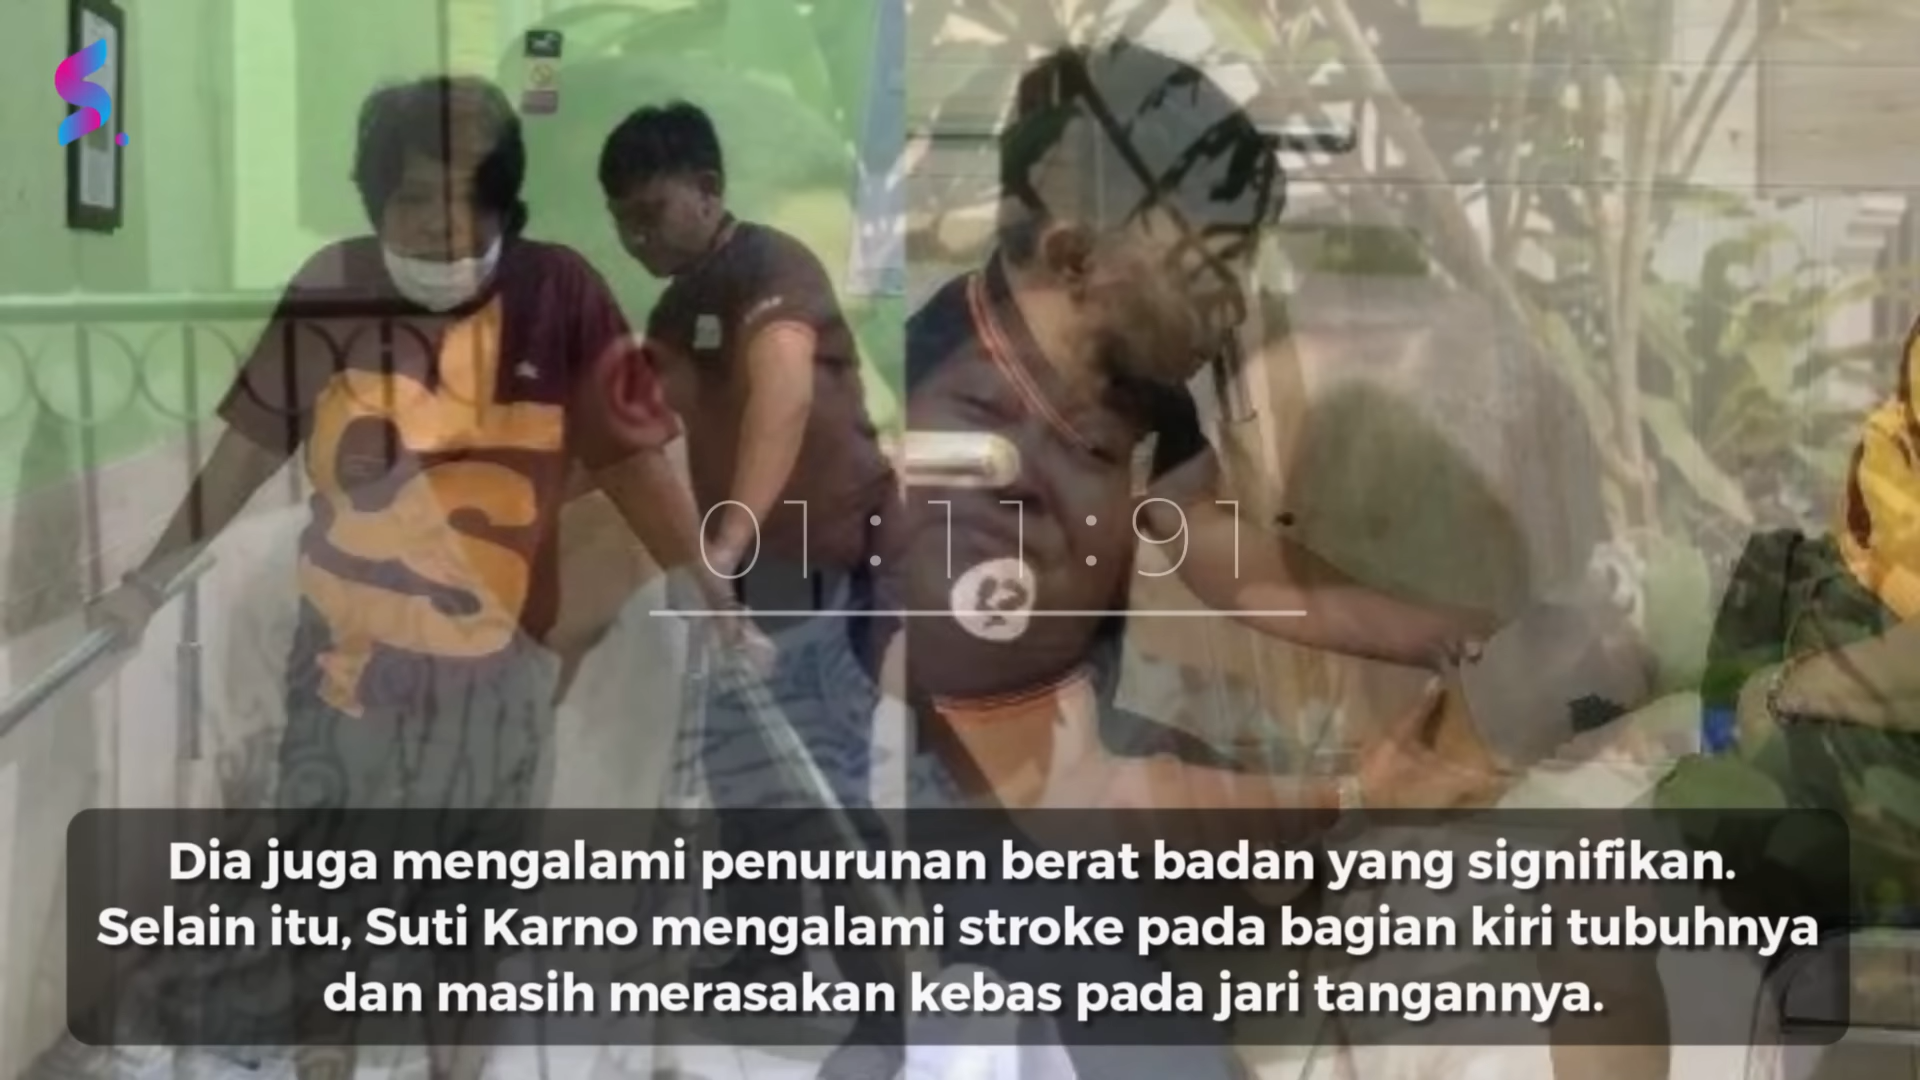 01:11:91
Dia juga mengalami penurunan berat badan yang signifikan.
Selain itu, Suti Karno mengalami stroke pada bagian kiri tubuhnya
dan masih merasakan kebas pada jari tangannya.